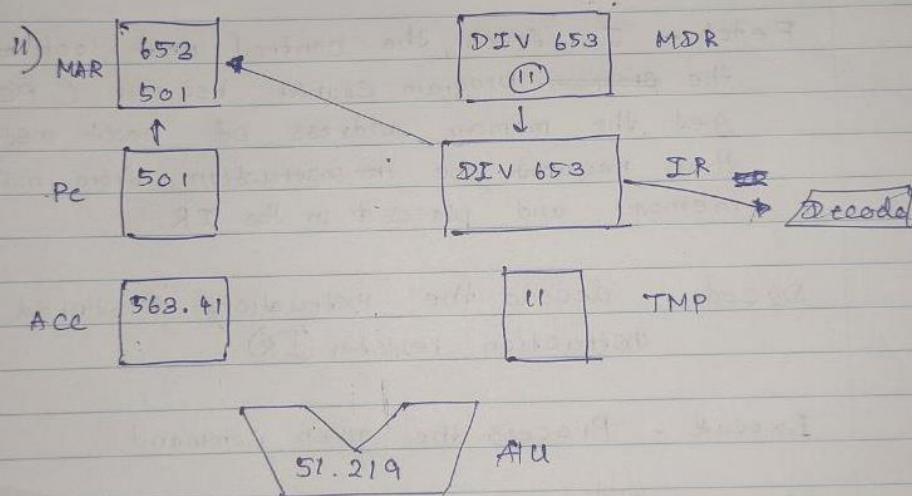 11) MAR 653 DIV 653 MDR
501 11
PC 501 DIV 653 IR
Decode
ACC 563.41 11 TMP
51.219 ALU